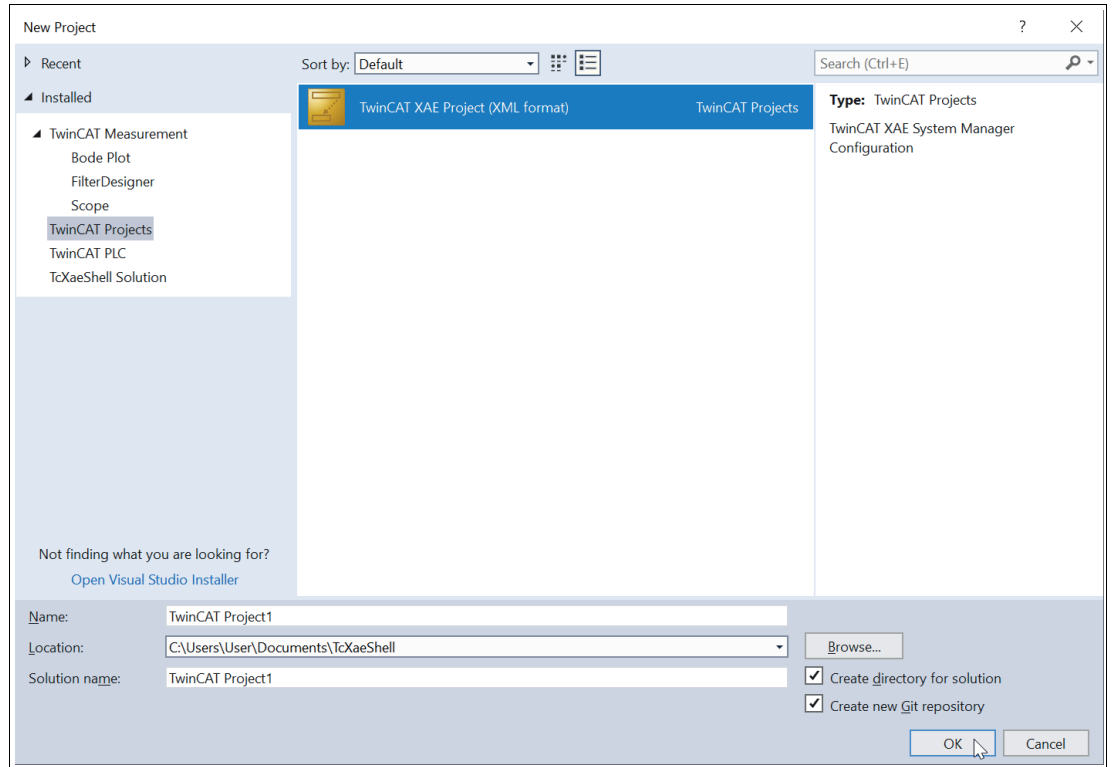 New Project
?
Recent
Installed
TwinCAT Measurement
Bode Plot
FilterDesigner
Scope
TwinCAT Projects
TwinCAT PLC
TcXaeShell Solution
Not finding what you are looking for?
Open Visual Studio Installer
Sort by: Default
TwinCAT XAE Project (XML format) TwinCAT Projects
Search (Ctrl+E)
Type: TwinCAT Projects
TwinCAT XAE System Manager
Configuration
Name: TwinCAT Project1
Location: C:\Users\User\Documents\TcXaeShell
Browse...
Solution name: TwinCAT Project1
Create directory for solution
Create new Git repository
OK Cancel